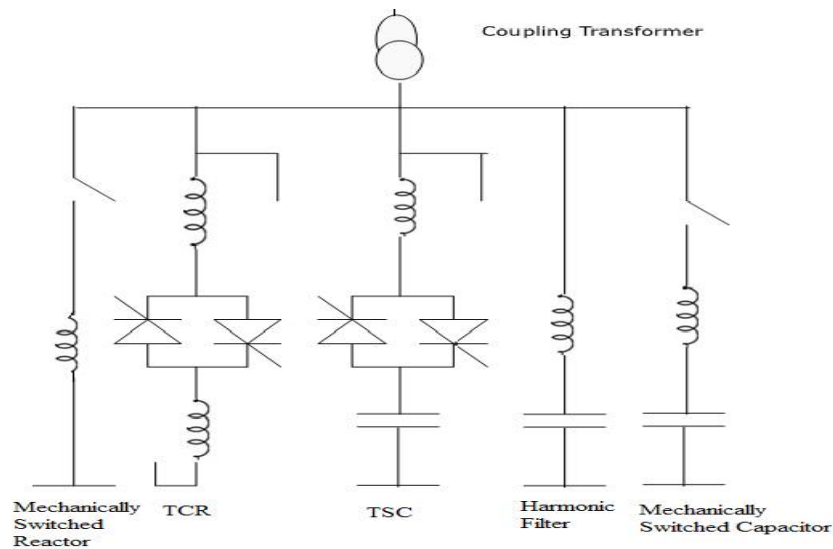 Coupling Transformer
Mechanically
Switched
Reactor
TCR
TSC
Harmonic
Filter
Mechanically
Switched Capacitor